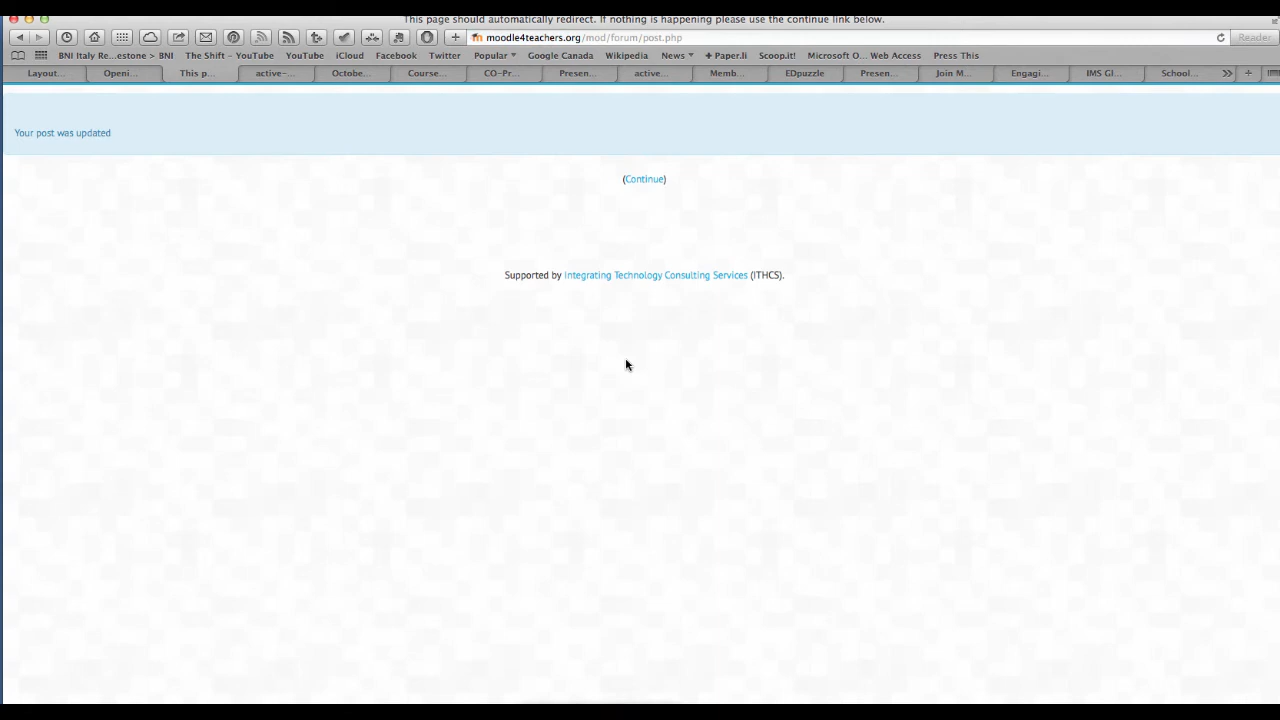 This page should automatically redirect. If nothing is happening please use the continue link below.
moodle4teachers.org/mod/forum/post.php
Reader
BNI Italy Re...estone > BNI The Shift – YouTube YouTube iCloud Facebook Twitter Popular Google Canada Wikipedia News + Paper.li Scoop.it! Microsoft O... Web Access Press This
Layout... Openi... This p... active-... Octobe... Course... CO-Pr... Presen... active... Memb... EDpuzzle Presen... Join M... Engagi... IMS Gl... School...
Your post was updated
(Continue)
Supported by Integrating Technology Consulting Services (ITHCS).